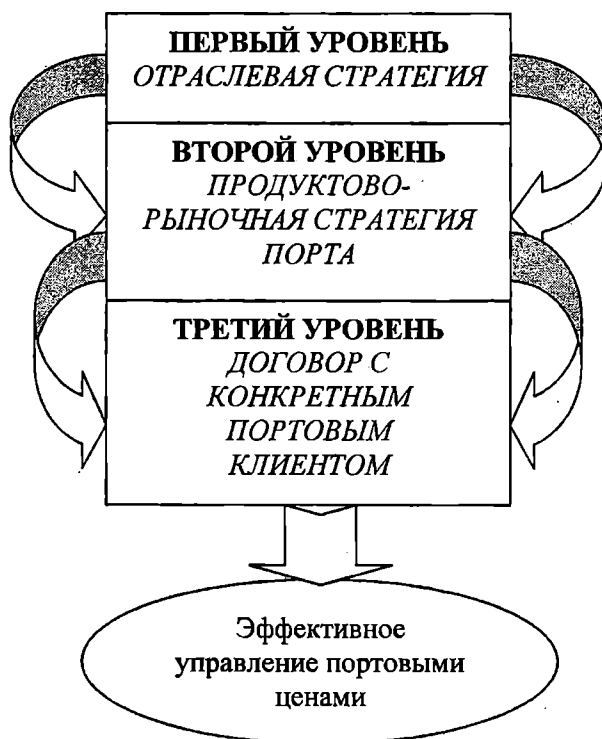 ПЕРВЫЙ УРОВЕНЬ
ОТРАСЛЕВАЯ СТРАТЕГИЯ
ВТОРОЙ УРОВЕНЬ
ПРОДУКТОВО-
РЫНОЧНАЯ СТРАТЕГИЯ
ПОРТА
ТРЕТИЙ УРОВЕНЬ
ДОГОВОР С
КОНКРЕТНЫМ
ПОРТОВЫМ
КЛИЕНТОМ
Эффективное
управление портовыми
ценами